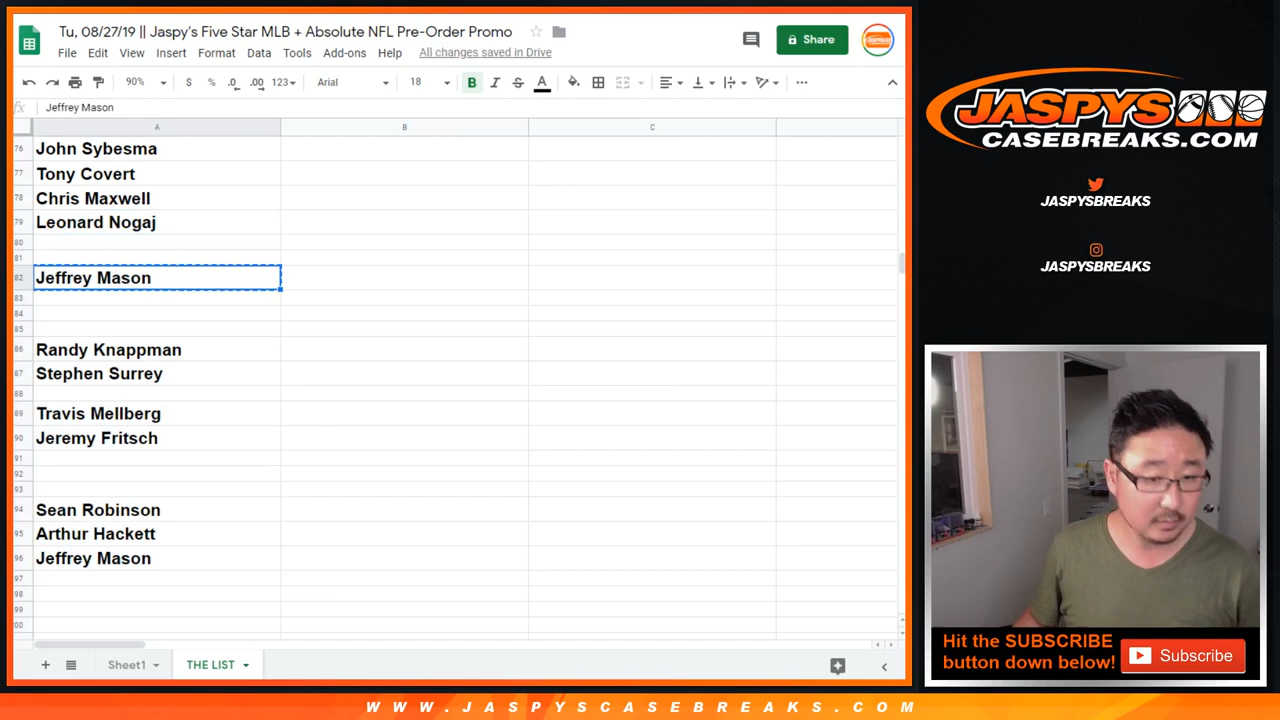 Tu, 08/27/19 || Jaspy's Five Star MLB + Absolute NFL Pre-Order Promo
File Edit View Insert Format Data Tools Add-ons Help All changes saved in Drive
Share
90% $ % .0 .00 123 Arial 18 B I S A
fx Jeffrey Mason
A B C
76 John Sybesma
77 Tony Covert
78 Chris Maxwell
79 Leonard Nogaj
80
81
82 Jeffrey Mason
83
84
85
86 Randy Knappman
87 Stephen Surrey
88
89 Travis Mellberg
90 Jeremy Fritsch
91
92
93
94 Sean Robinson
95 Arthur Hackett
96 Jeffrey Mason
97
98
99
00
Sheet1 THE LIST
JASPYS
CASEBREAKS.COM
JASPYSBREAKS
JASPYSBREAKS
Hit the SUBSCRIBE
button down below!
Subscribe
WWW.JASPYSCASEBREAKS.COM